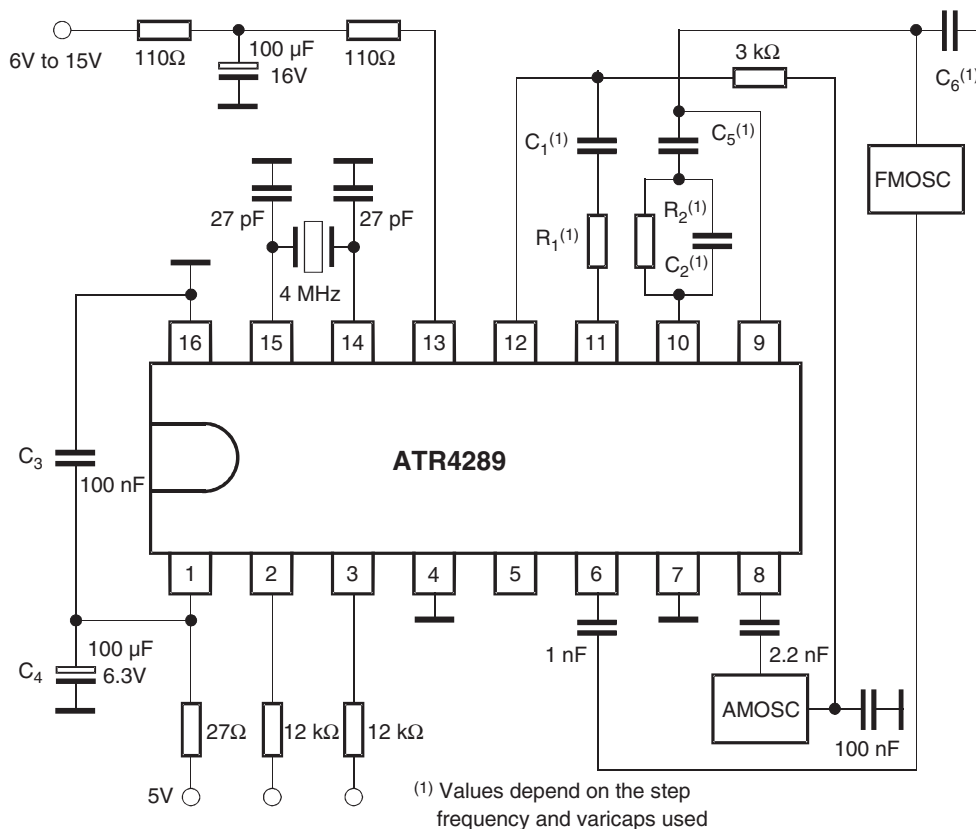 6V to 15V
110Ω
100 µF
16V
110Ω
3 kΩ
C6(1)
C1(1)
C5(1)
FMOSC
27 pF
27 pF
R2(1)
R1(1)
C2(1)
4 MHz
16
15
14
13
12
11
10
9
C3
100 nF
ATR4289
1
2
3
4
5
6
7
8
C4
100 µF
6.3V
1 nF
2.2 nF
27Ω
12 kΩ
12 kΩ
AMOSC
100 nF
5V
(1) Values depend on the step
frequency and varicaps used